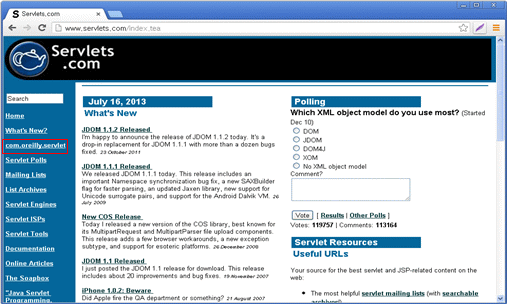 Servlets.com
www.servlets.com/index.tea
Servlets
.com
Search
Home
What's New?
com.oreilly.servlet
Servlet Polls
Mailing Lists
List Archives
Servlet Engines
Servlet ISPs
Servlet Tools
Documentation
Online Articles
The Soapbox
"Java Servlet
Programming,
July 16, 2013
What's New
JDOM 1.1.2 Released
I'm happy to announce the release of JDOM 1.1.2 today. It's a
drop-in replacement for JDOM 1.1.1 with more than a dozen bugs
fixed. 23 October 2011
JDOM 1.1.1 Released
We released JDOM 1.1.1 today. This release includes an
important Namespace synchronization bug fix, a new SAXBuilder
flag for faster parsing, an updated Jaxen library, new support for
Unicode surrogate pairs, and support for the Android Dalvik VM. 26
July 2009
New COS Release
Today I released a new version of the COS library, best known for
its MultipartRequest and MultipartParser file upload components.
This release adds a few browser workarounds, a new exception
subtype, and support for esoteric platforms. 26 December 2008
JDOM 1.1 Released
I just posted the JDOM 1.1 release for download. This release
includes about 20 improvements and bug fixes. 19 November 2007
iPhone 1.0.2: Beware
Did Apple fire the QA department or something? 21 August 2007
Polling
Which XML object model do you use most? (Started
Dec 10)
DOM
JDOM
DOM4J
XOM
No XML object model
Comment?
Vote [ Results | Other Polls ]
Votes: 119757 | Comments: 113164
Servlet Resources
Useful URLs
Your source for the best servlet and JSP-related content on the
web:
The most helpful servlet mailing lists (with searchable